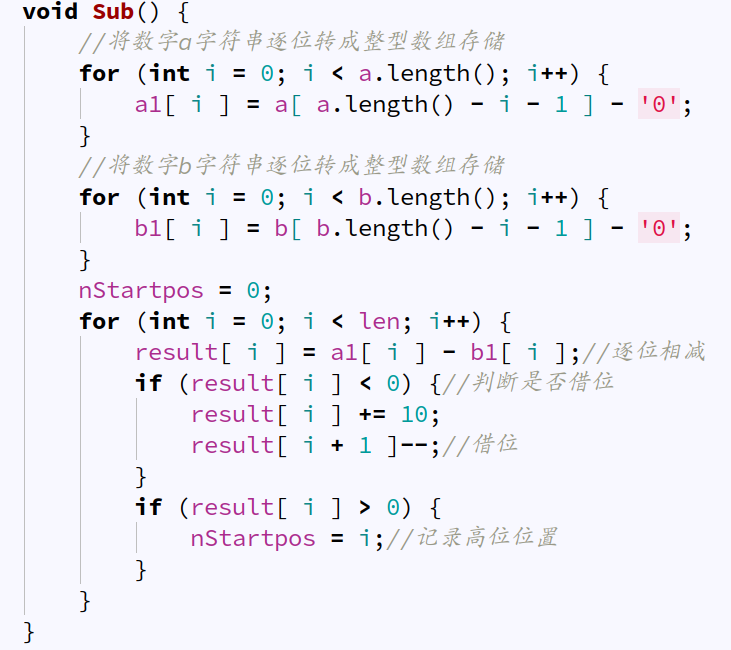 void Sub() {
//将数字a字符串逐位转成整型数组存储
for (int i = 0; i < a.length(); i++) {
a1[ i ] = a[ a.length() - i - 1 ] - '0';
}
//将数字b字符串逐位转成整型数组存储
for (int i = 0; i < b.length(); i++) {
b1[ i ] = b[ b.length() - i - 1 ] - '0';
}
nStartpos = 0;
for (int i = 0; i < len; i++) {
result[ i ] = a1[ i ] - b1[ i ];//逐位相减
if (result[ i ] < 0) {//判断是否借位
result[ i ] += 10;
result[ i + 1 ]--;//借位
}
if (result[ i ] > 0) {
nStartpos = i;//记录高位位置
}
}
}